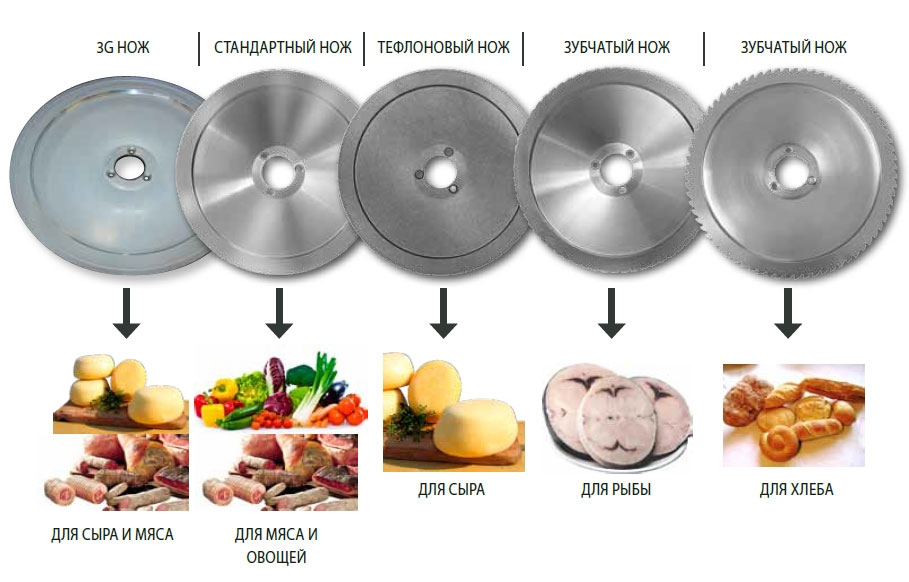 3G НОЖ
СТАНДАРТНЫЙ НОЖ
ТЕФЛОНОВЫЙ НОЖ
ЗУБЧАТЫЙ НОЖ
ЗУБЧАТЫЙ НОЖ
ДЛЯ СЫРА И МЯСА
ДЛЯ МЯСА И
ОВОЩЕЙ
ДЛЯ СЫРА
ДЛЯ РЫБЫ
ДЛЯ ХЛЕБА